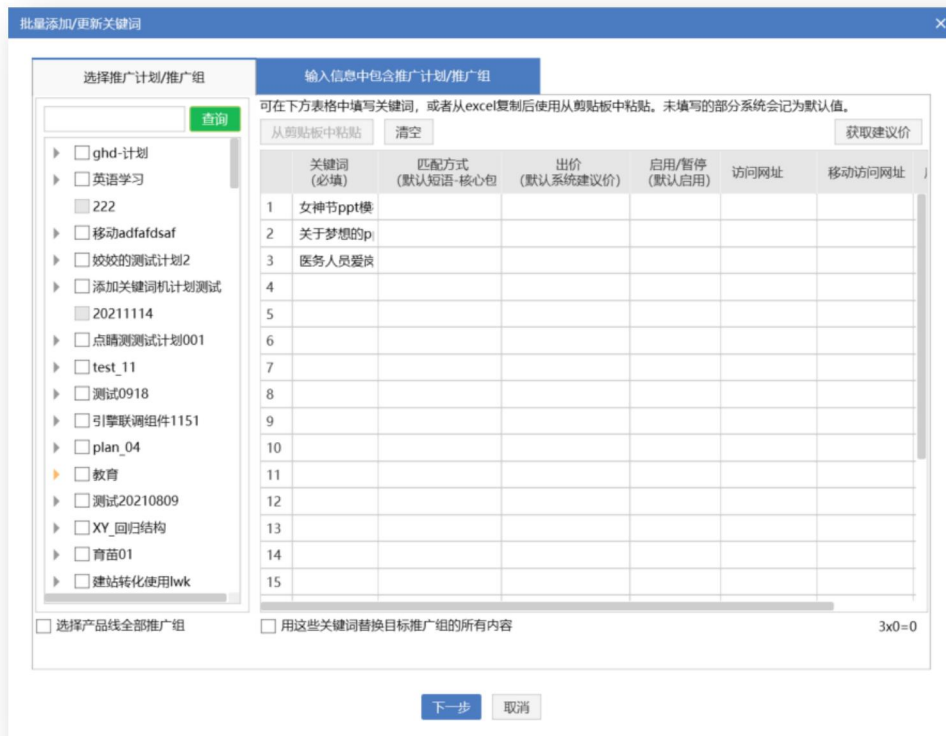 批量添加/更新关键词
选择推广计划/推广组
输入信息中包含推广计划/推广组
查询
ghd-计划
英语学习
222
移动adfafdsaf
姣姣的测试计划2
添加关键词机计划测试
20211114
点睛测测试计划001
test_11
测试0918
引擎联调组件1151
plan_04
教育
测试20210809
XY_回归结构
育苗01
建站转化使用lwk
选择产品线全部推广组
可在下方表格中填写关键词，或者从excel复制后使用从剪贴板中粘贴。未填写的部分系统会记为默认值。
从剪贴板中粘贴 清空 获取建议价
关键词 匹配方式 出价 启用/暂停 访问网址 移动访问网址
(必填) (默认短语-核心包 (默认系统建议价) (默认启用)
1 女神节ppt模
2 关于梦想的p
3 医务人员爱岗
4
5
6
7
8
9
10
11
12
13
14
15
用这些关键词替换目标推广组的所有内容
3x0=0
下一步 取消